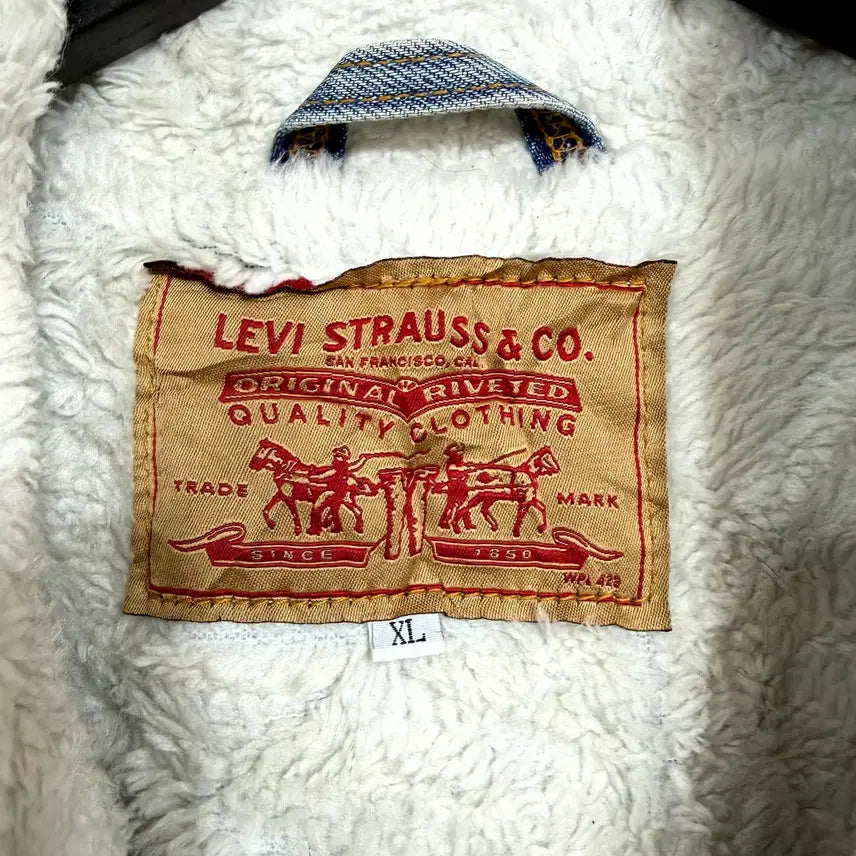 LEVI STRAUSS & CO.
SAN FRANCISCO, CAL.
ORIGINAL RIVETED
QUALITY CLOTHING
TRADE MARK
SINCE 1850
WPL 423
XL